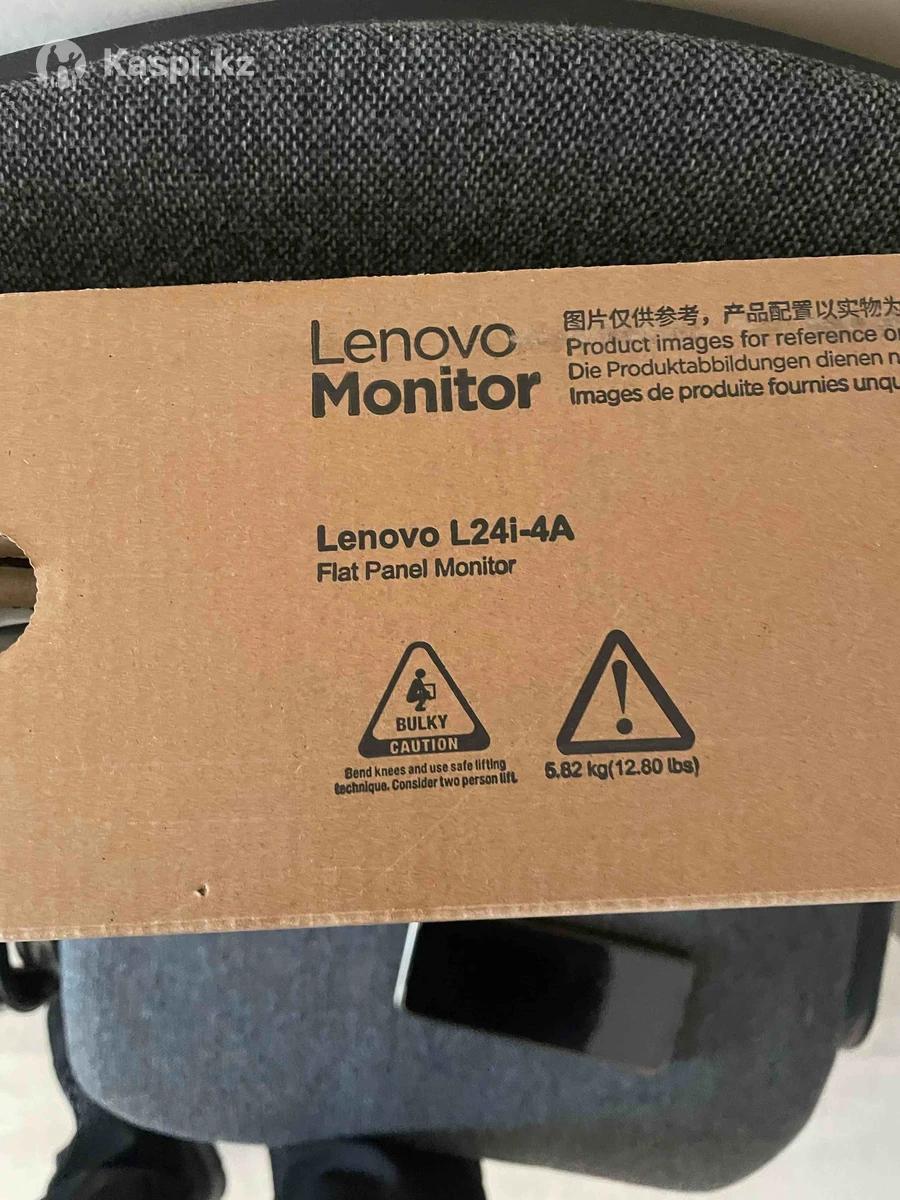 Kaspi.kz
Lenovo
Monitor
图片仅供参考，产品配置以实物为
Product images for reference
Die Produktabbildungen dienen
Images de produite fournies
Lenovo L24i-4A
Flat Panel Monitor
BULKY
CAUTION
Bend knees and use safe lifting
technique. Consider two person lift.
5.82 kg(12.80 lbs)